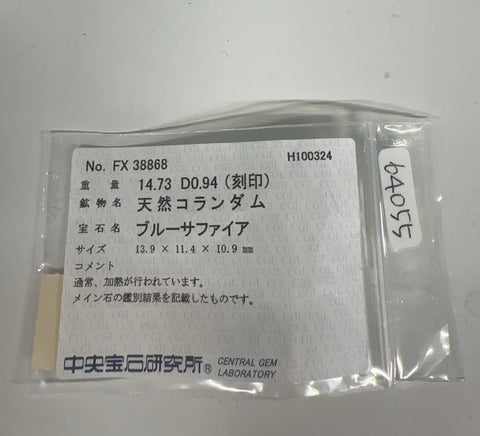 No. FX 38868 H100324
重量 14.73 D0.94 (刻印)
鉱物名 天然コランダム
宝石名 ブルーサファイア
サイズ 13.9 × 11.4 × 10.9 mm
コメント
通常、加熱が行われています。
メイン石の鑑別結果を記載したものです。
中央宝石研究所® CENTRAL GEM LABORATORY
64055